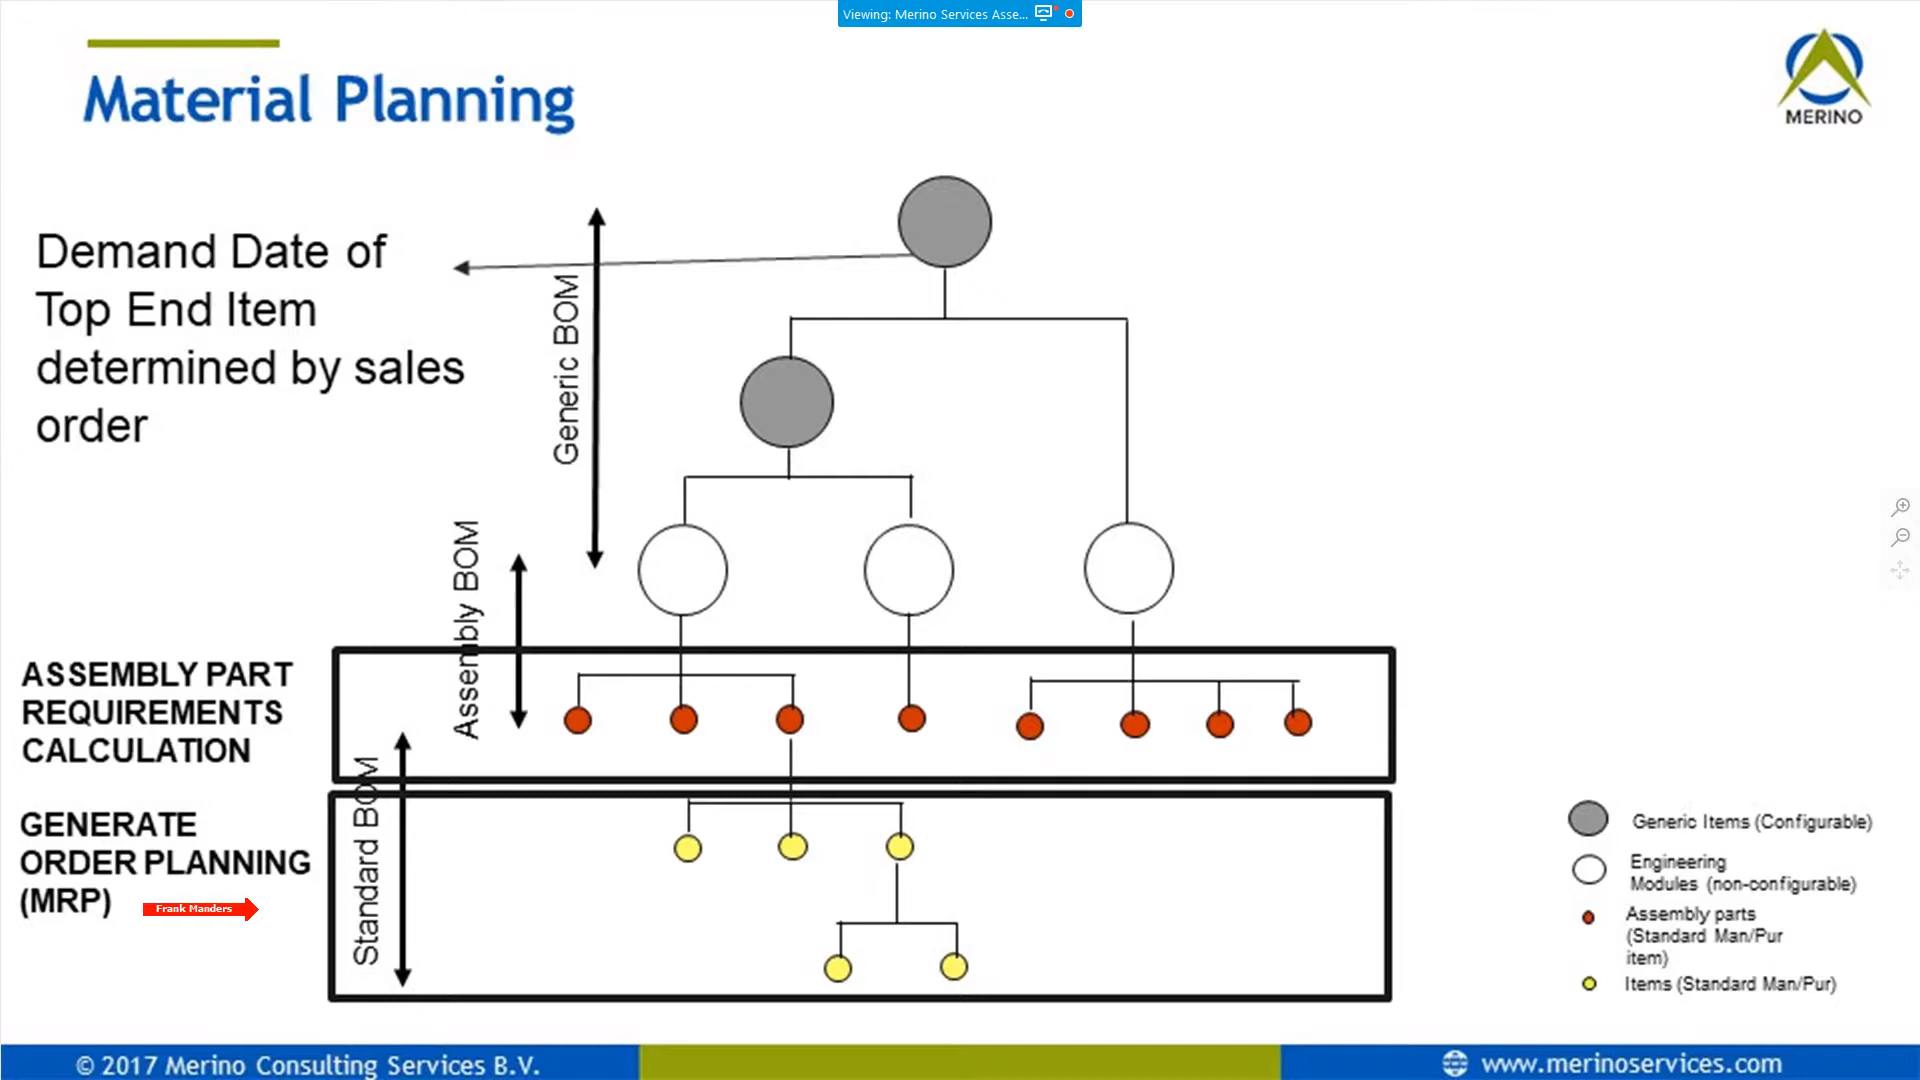 Viewing: Merino Services Asse...
Material Planning
MERINO
Demand Date of
Top End Item
determined by sales
order
Generic BOM
Assembly BOM
ASSEMBLY PART
REQUIREMENTS
CALCULATION
Standard BOM
GENERATE
ORDER PLANNING
(MRP)
Frank Manders
Generic Items (Configurable)
Engineering
Modules (non-configurable)
Assembly parts
(Standard Man/Pur
item)
Items (Standard Man/Pur)
© 2017 Merino Consulting Services B.V.
www.merinoservices.com